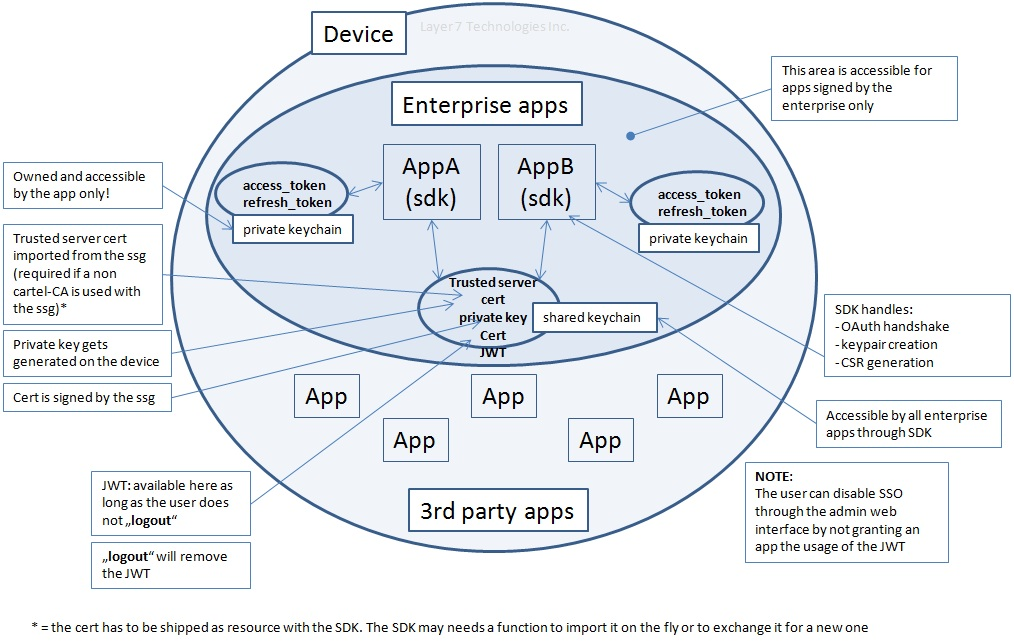 Device
Layer7 Technologies Inc.
Enterprise apps
This area is accessible for
apps signed by the
enterprise only
AppA
(sdk)
AppB
(sdk)
Owned and accessible
by the app only!
access_token
refresh_token
private keychain
access_token
refresh_token
private keychain
Trusted server cert
imported from the ssg
(required if a non
cartel-CA is used with
the ssg)*
Trusted server
cert
private key
Cert
JWT
shared keychain
SDK handles:
- OAuth handshake
- keypair creation
- CSR generation
Private key gets
generated on the device
Cert is signed by the ssg
App
App
App
App
App
Accessible by all enterprise
apps through SDK
JWT: available here as
long as the user does
not „logout“
„logout“ will remove
the JWT
3rd party apps
NOTE:
The user can disable SSO
through the admin web
interface by not granting an
app the usage of the JWT
* = the cert has to be shipped as resource with the SDK. The SDK may needs a function to import it on the fly or to exchange it for a new one